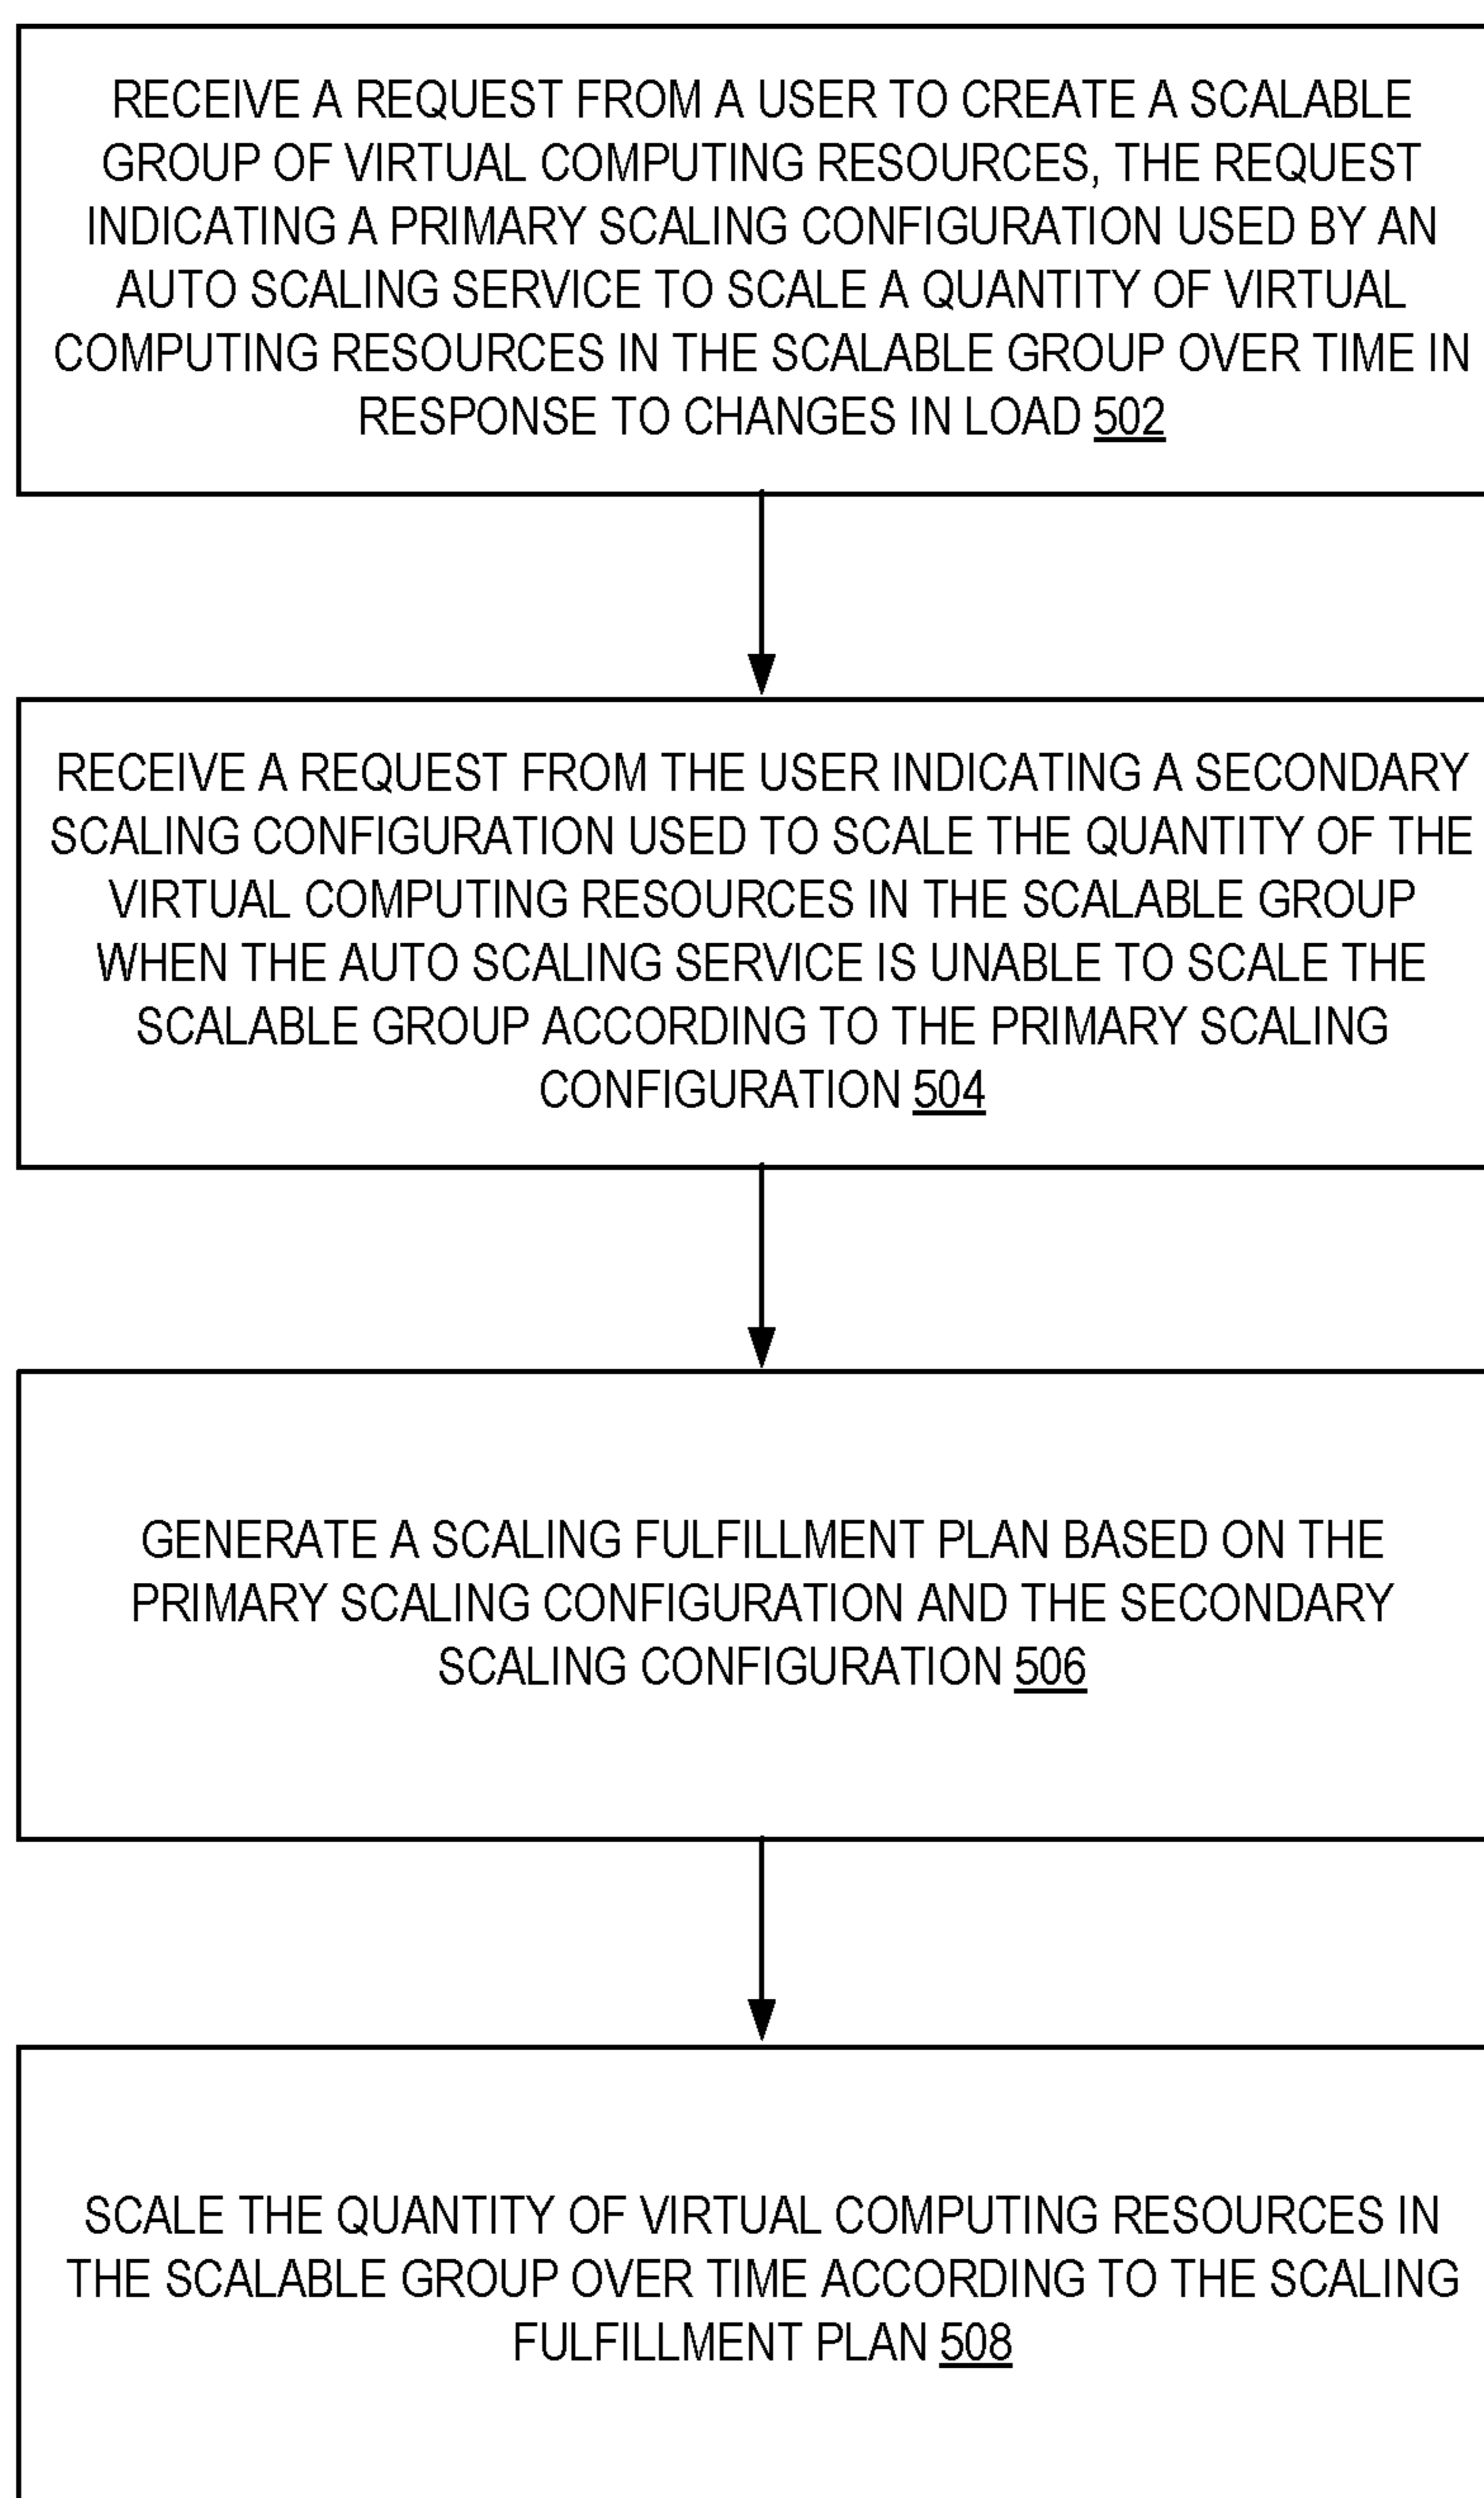 RECEIVE A REQUEST FROM A USER TO CREATE A SCALABLE
GROUP OF VIRTUAL COMPUTING RESOURCES, THE REQUEST
INDICATING A PRIMARY SCALING CONFIGURATION USED BY AN
AUTO SCALING SERVICE TO SCALE A QUANTITY OF VIRTUAL
COMPUTING RESOURCES IN THE SCALABLE GROUP OVER TIME IN
RESPONSE TO CHANGES IN LOAD 502
RECEIVE A REQUEST FROM THE USER INDICATING A SECONDARY
SCALING CONFIGURATION USED TO SCALE THE QUANTITY OF THE
VIRTUAL COMPUTING RESOURCES IN THE SCALABLE GROUP
WHEN THE AUTO SCALING SERVICE IS UNABLE TO SCALE THE
SCALABLE GROUP ACCORDING TO THE PRIMARY SCALING
CONFIGURATION 504
GENERATE A SCALING FULFILLMENT PLAN BASED ON THE
PRIMARY SCALING CONFIGURATION AND THE SECONDARY
SCALING CONFIGURATION 506
SCALE THE QUANTITY OF VIRTUAL COMPUTING RESOURCES IN
THE SCALABLE GROUP OVER TIME ACCORDING TO THE SCALING
FULFILLMENT PLAN 508